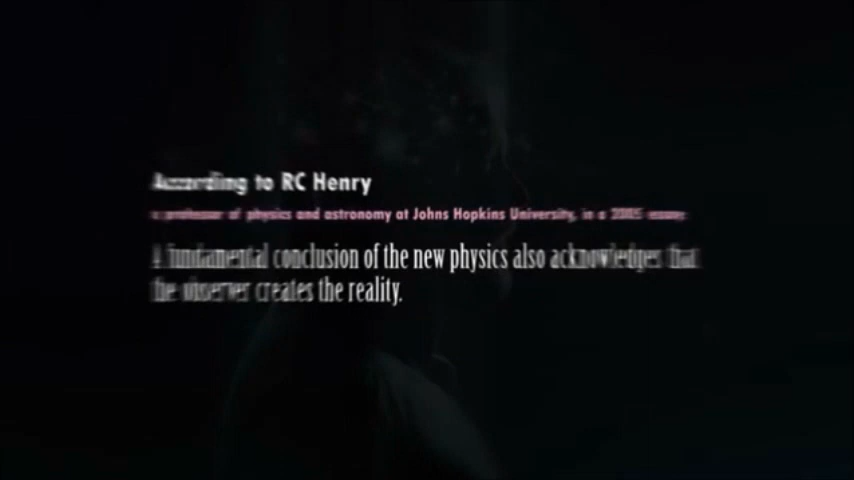 According to RC Henry
a professor of physics and astronomy at Johns Hopkins University, in a 2005 essay:
A fundamental conclusion of the new physics also acknowledges that
the observer creates the reality.